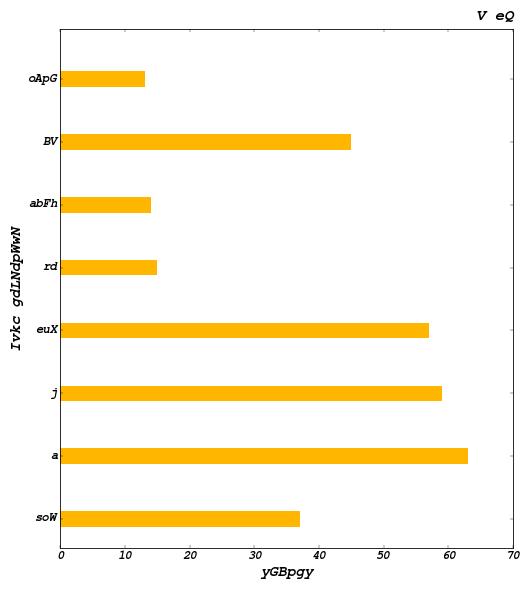 V eQ
oApG
BV
abFh
rd
euX
j
a
soW
Ivkc gdLNdpWwN
0 10 20 30 40 50 60 70
yGBpgy